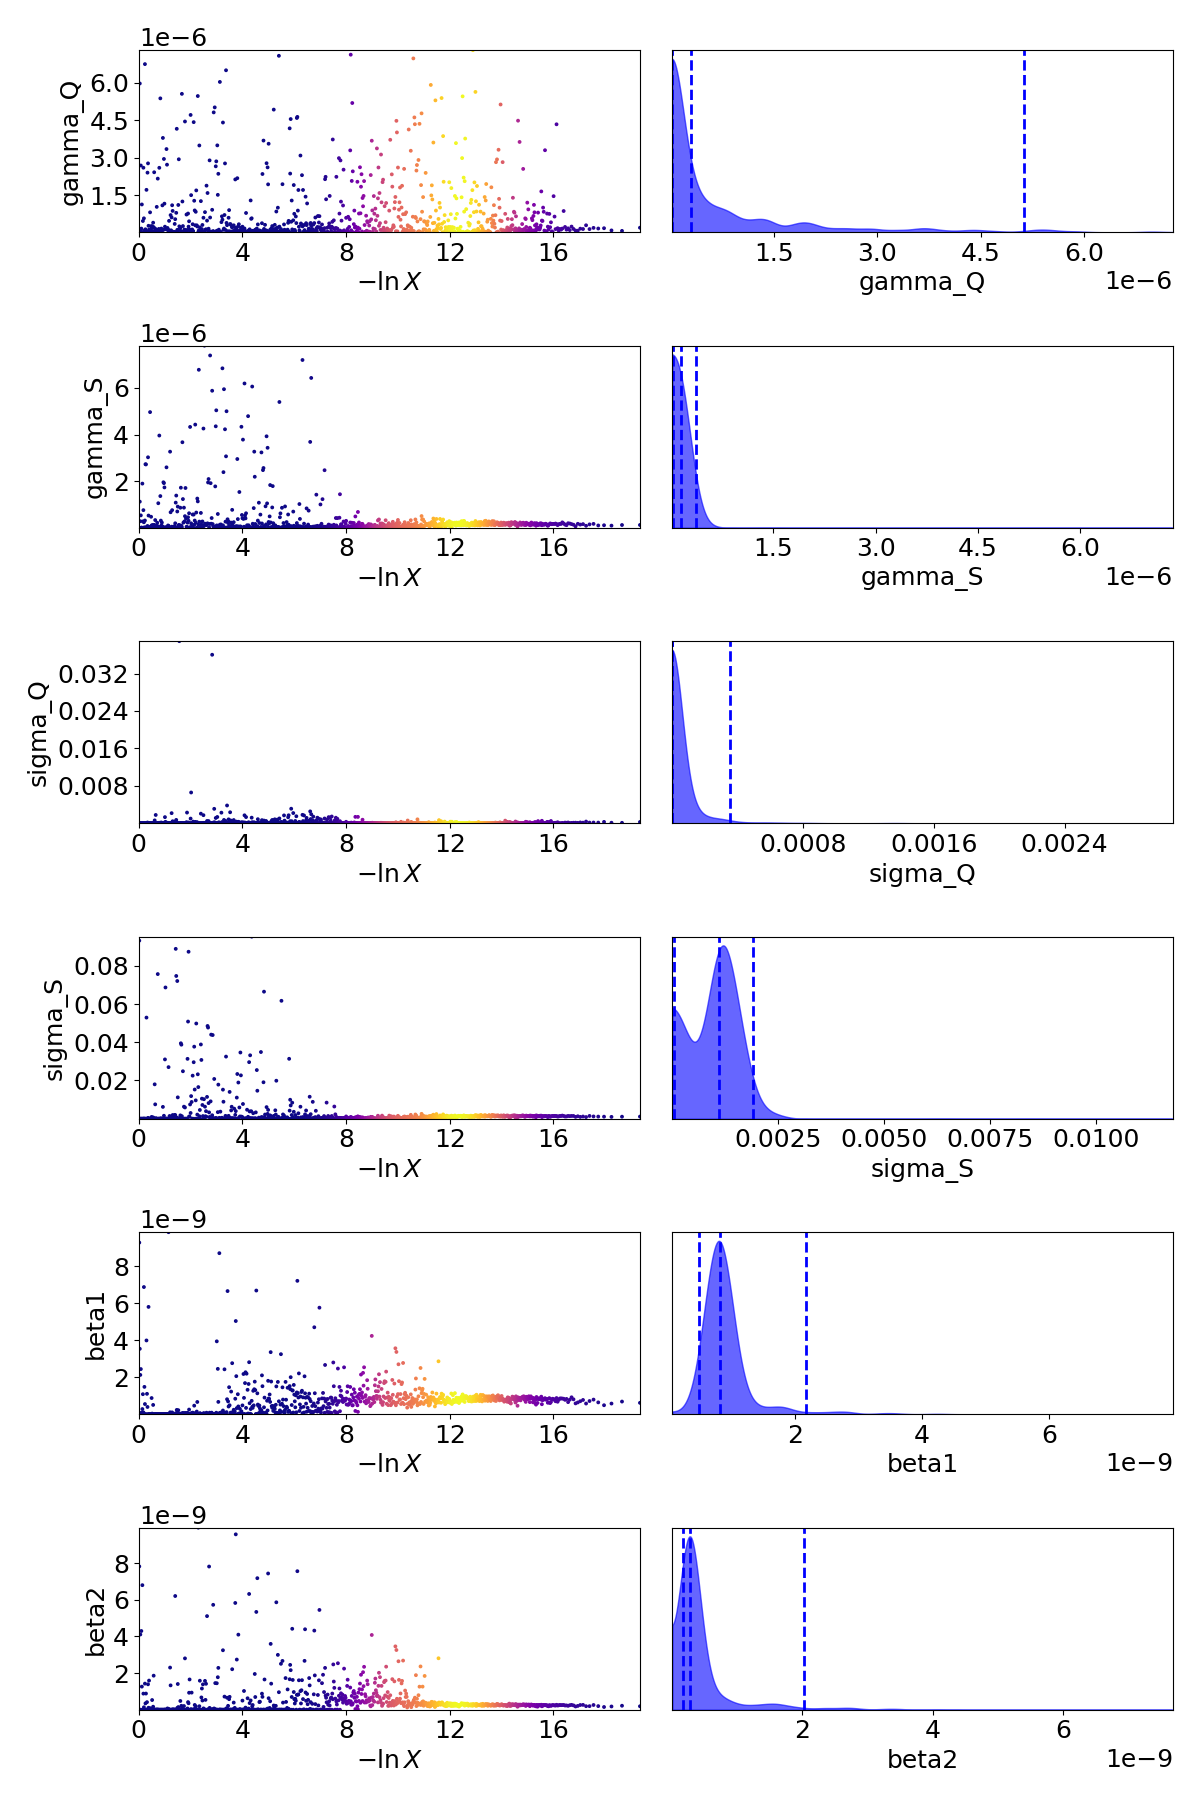 1e−6
gamma_Q
6.0
4.5
3.0
1.5
0 4 8 12 16
−ln X
1.5 3.0 4.5 6.0
gamma_Q
1e−6
1e−6
gamma_S
6
4
2
0 4 8 12 16
−ln X
1.5 3.0 4.5 6.0
gamma_S
1e−6
sigma_Q
0.032
0.024
0.016
0.008
0 4 8 12 16
−ln X
0.0008 0.0016 0.0024
sigma_Q
sigma_S
0.08
0.06
0.04
0.02
0 4 8 12 16
−ln X
0.0025 0.0050 0.0075 0.0100
sigma_S
1e−9
beta1
8
6
4
2
0 4 8 12 16
−ln X
2 4 6
beta1
1e−9
1e−9
beta2
8
6
4
2
0 4 8 12 16
−ln X
2 4 6
beta2
1e−9